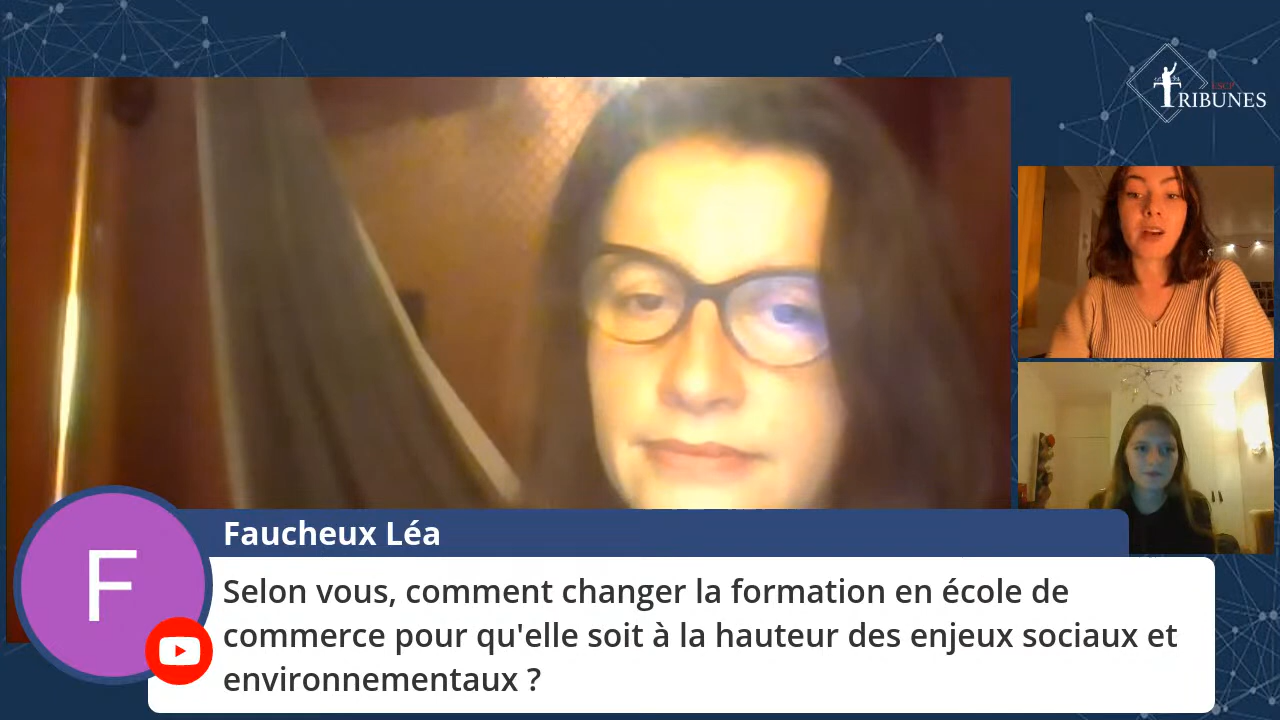 ESCP
TRIBUNES
Faucheux Léa
F
Selon vous, comment changer la formation en école de
commerce pour qu'elle soit à la hauteur des enjeux sociaux et
environnementaux ?